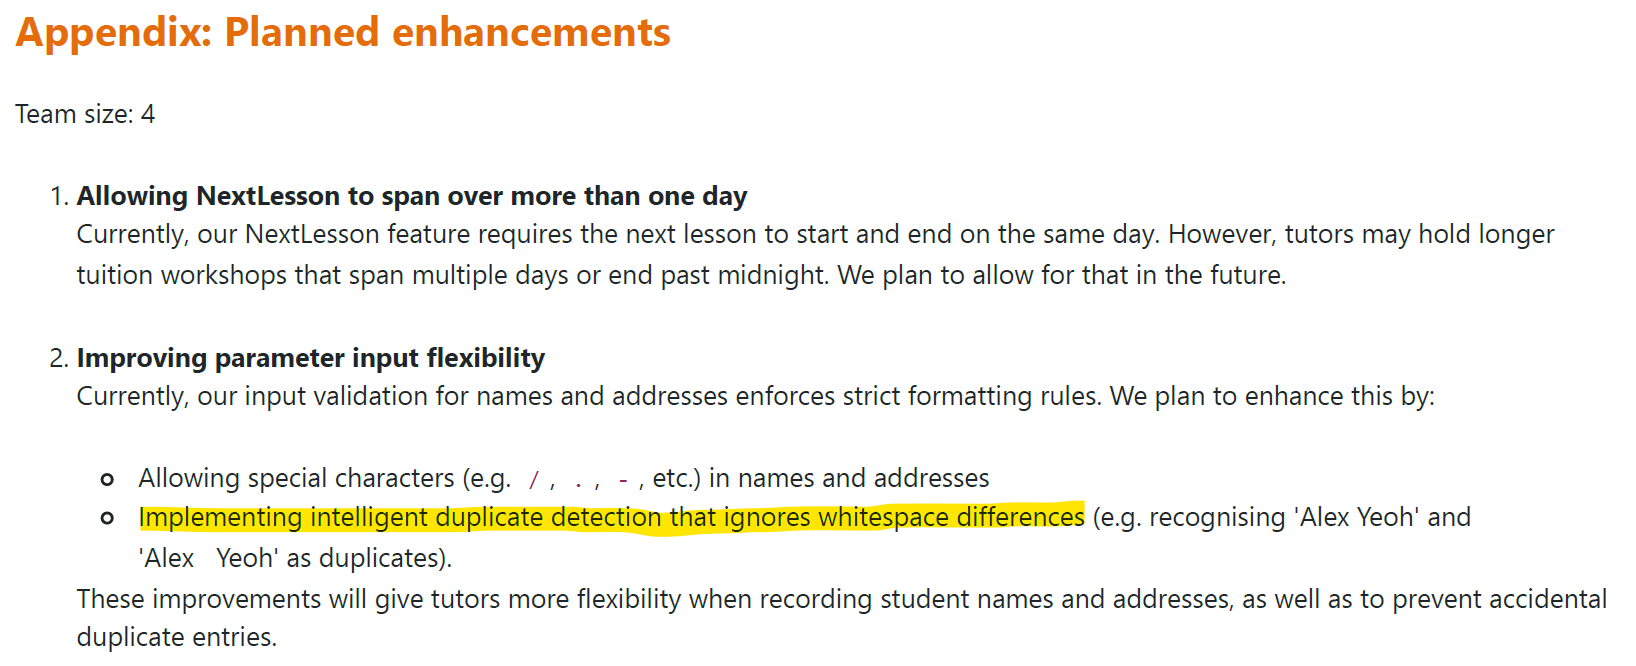 Appendix: Planned enhancements
Team size: 4
1. Allowing NextLesson to span over more than one day
Currently, our NextLesson feature requires the next lesson to start and end on the same day. However, tutors may hold longer
tuition workshops that span multiple days or end past midnight. We plan to allow for that in the future.
2. Improving parameter input flexibility
Currently, our input validation for names and addresses enforces strict formatting rules. We plan to enhance this by:
Allowing special characters (e.g. / , . , - , etc.) in names and addresses
Implementing intelligent duplicate detection that ignores whitespace differences (e.g. recognising 'Alex Yeoh' and
'Alex   Yeoh' as duplicates).
These improvements will give tutors more flexibility when recording student names and addresses, as well as to prevent accidental
duplicate entries.